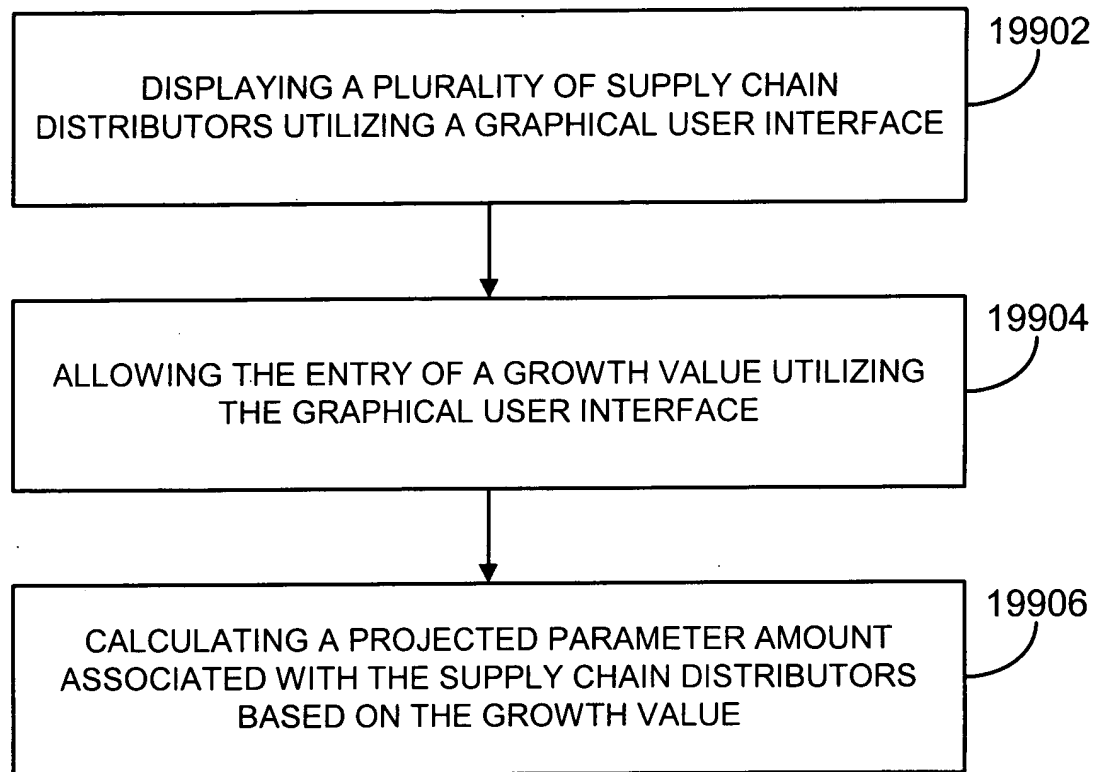 19902
DISPLAYING A PLURALITY OF SUPPLY CHAIN
DISTRIBUTORS UTILIZING A GRAPHICAL USER INTERFACE
19904
ALLOWING THE ENTRY OF A GROWTH VALUE UTILIZING
THE GRAPHICAL USER INTERFACE
19906
CALCULATING A PROJECTED PARAMETER AMOUNT
ASSOCIATED WITH THE SUPPLY CHAIN DISTRIBUTORS
BASED ON THE GROWTH VALUE